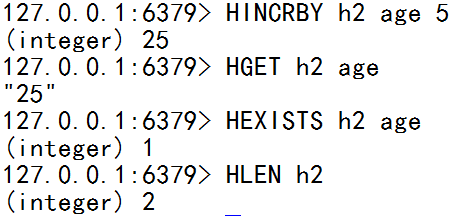 127.0.0.1:6379> HINCRBY h2 age 5
(integer) 25
127.0.0.1:6379> HGET h2 age
"25"
127.0.0.1:6379> HEXISTS h2 age
(integer) 1
127.0.0.1:6379> HLEN h2
(integer) 2